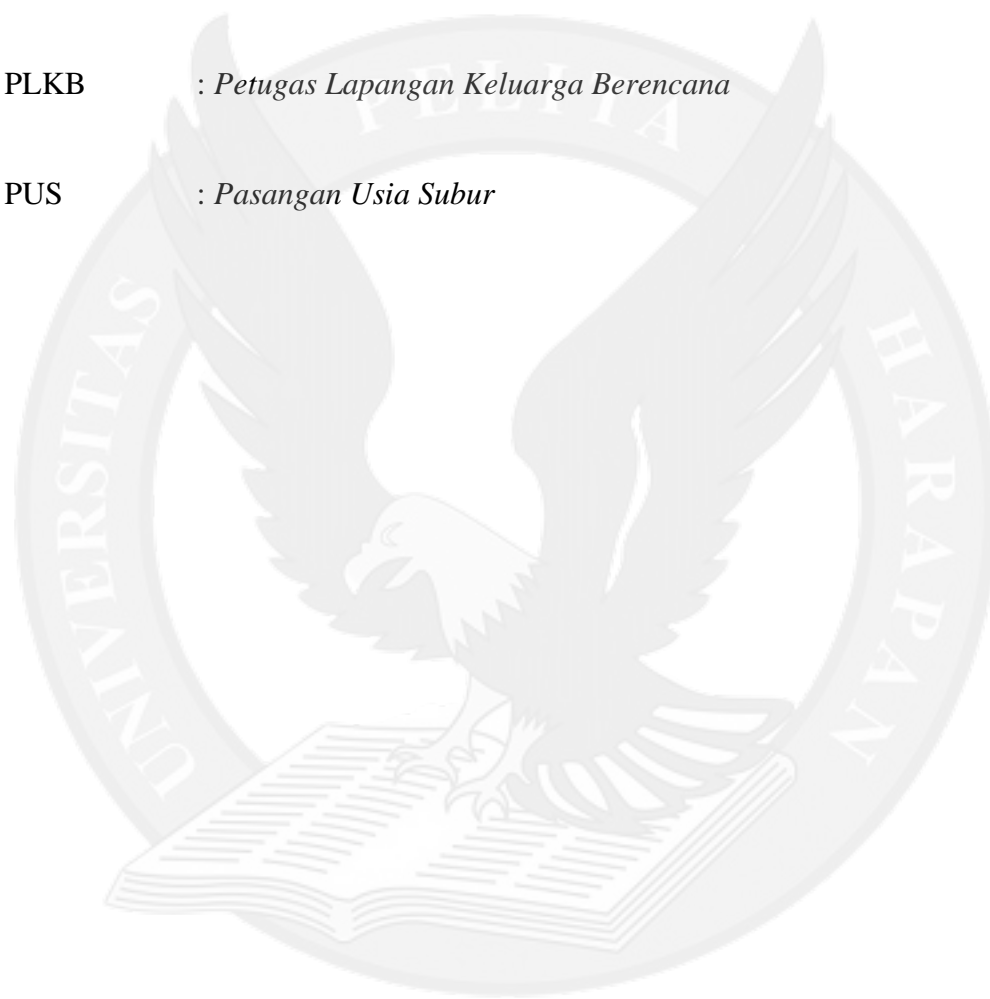 PLKB : Petugas Lapangan Keluarga Berencana
PUS : Pasangan Usia Subur
UNIVERSITAS PELITA HARAPAN